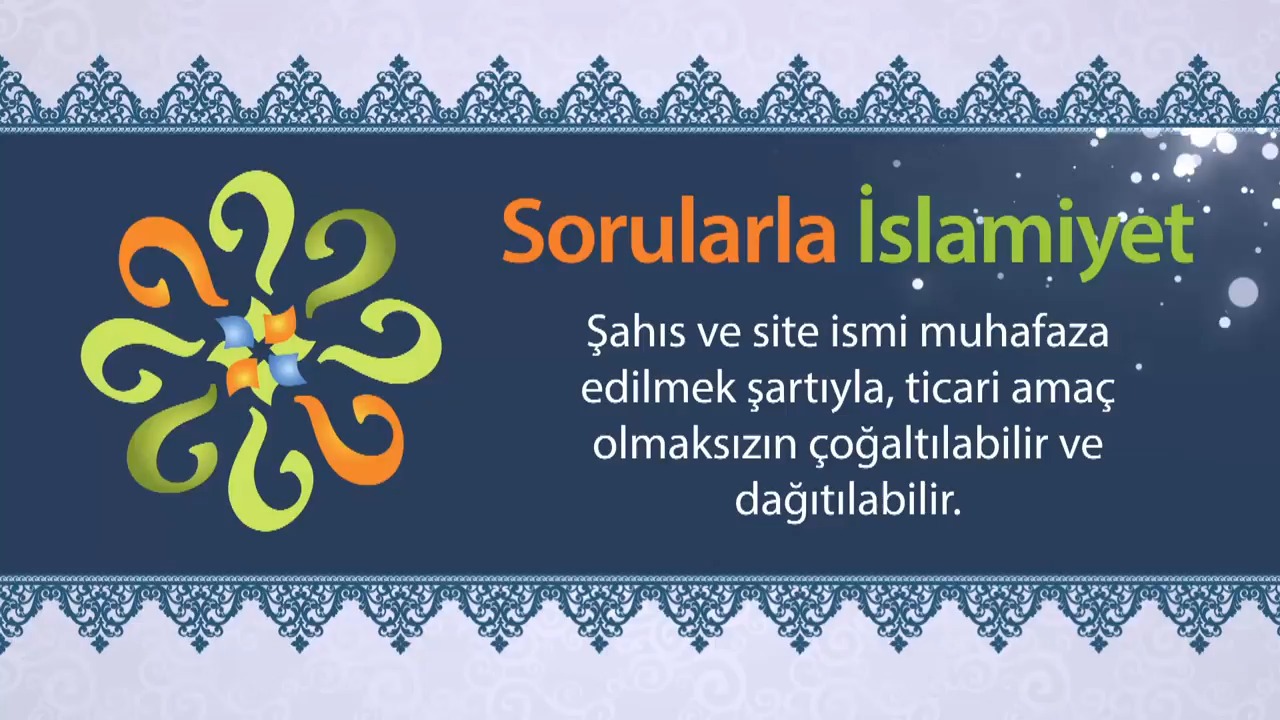 Sorularla İslamiyet
Şahıs ve site ismi muhafaza
edilmek şartıyla, ticari amaç
olmaksızın çoğaltılabilir ve
dağıtılabilir.